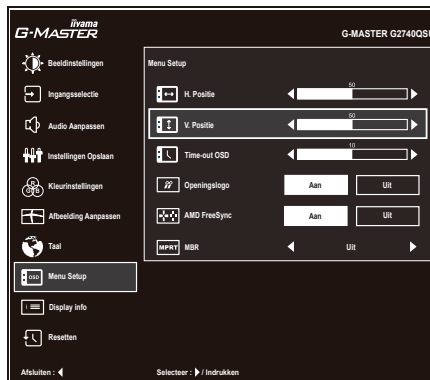 iiyama
G-MASTER
G-MASTER G2740QSU
Beeldinstellingen
Ingangsselectie
Audio Aanpassen
Instellingen Opslaan
Kleurinstellingen
Afbeelding Aanpassen
Taal
Menu Setup
Display info
Resetten
Menu Setup
H. Positie
50
V. Positie
50
Time-out OSD
10
Openingslogo
Aan
Uit
AMD FreeSync
Aan
Uit
MPRT
MBR
Uit
R
G
B
OSD
i
Afsluiten :
Selecteer : / Indrukken